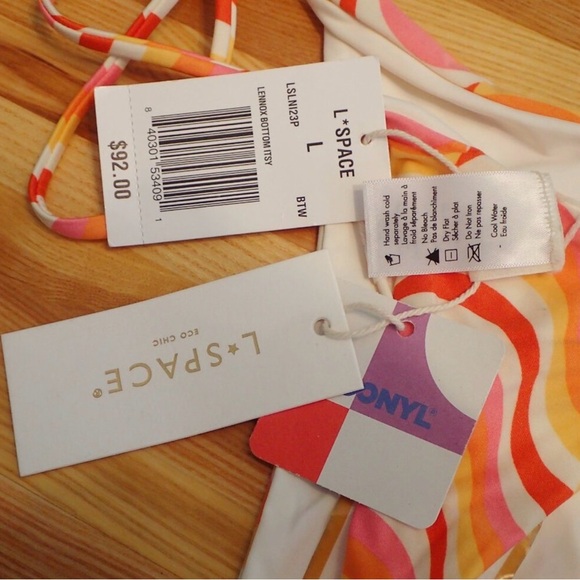 L*SPACE
LSLNI23P L BTW
LENNOX BOTTOM ITSY
8 40301 53409 1
$92.00
Hand wash cold
separately
Lavage à la main à
froid séparément
No Bleach
Pas de blanchiment
Dry Flat
Sécher à plat
Do Not Iron
Ne pas repasser
Cool Water
Eau froide
L*SPACE®
ECO CHIC
ONYL®